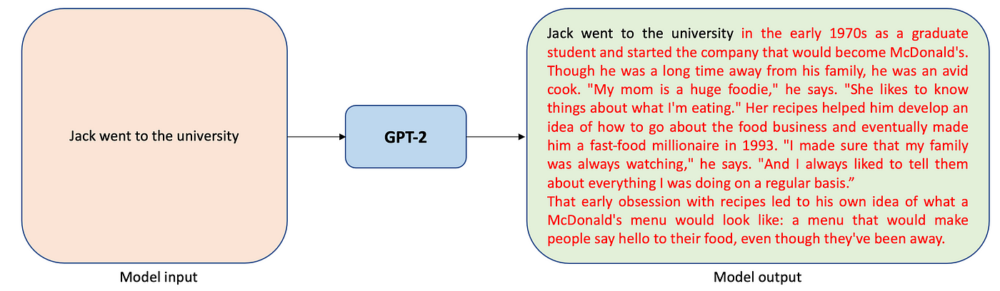 Jack went to the university
Model input
GPT-2
Jack went to the university in the early 1970s as a graduate
student and started the company that would become McDonald's.
Though he was a long time away from his family, he was an avid
cook. "My mom is a huge foodie," he says. "She likes to know
things about what I'm eating." Her recipes helped him develop an
idea of how to go about the food business and eventually made
him a fast-food millionaire in 1993. "I made sure that my family
was always watching," he says. "And I always liked to tell them
about everything I was doing on a regular basis.”
That early obsession with recipes led to his own idea of what a
McDonald's menu would look like: a menu that would make
people say hello to their food, even though they've been away.
Model output